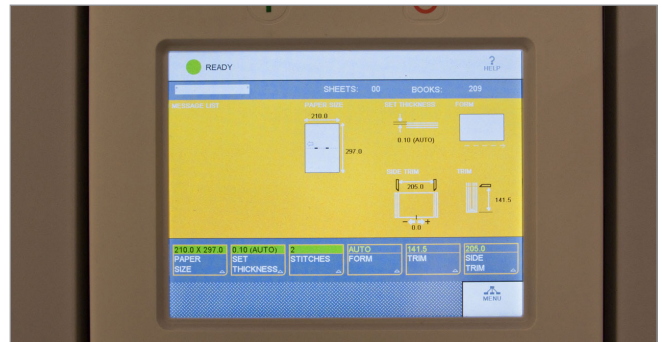 READY
?
HELP
SHEETS: 00 BOOKS: 209
MESSAGE LIST
PAPER SIZE
210.0
297.0
SET THICKNESS
0.10 (AUTO)
FORM
SIDE TRIM
205.0
- +
0.0
TRIM
141.5
210.0 X 297.0
PAPER
SIZE
0.10 (AUTO)
SET
THICKNESS
2
STITCHES
AUTO
FORM
141.5
TRIM
205.0
SIDE
TRIM
MENU